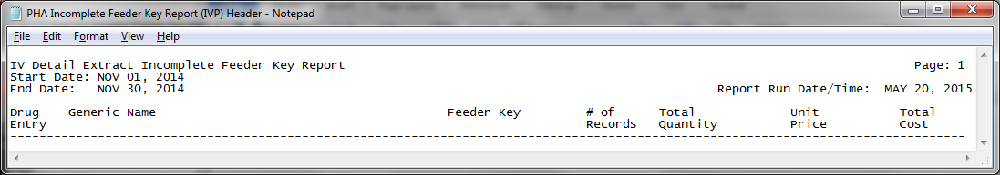 PHA Incomplete Feeder Key Report (IVP) Header - Notepad
File Edit Format View Help
IV Detail Extract Incomplete Feeder Key Report Page: 1
Start Date: NOV 01, 2014
End Date: NOV 30, 2014 Report Run Date/Time: MAY 20, 2015
Drug Generic Name Feeder Key # of Total Unit Total
Entry Records Quantity Price Cost
-----------------------------------------------------------------------------------------------------------------------------------